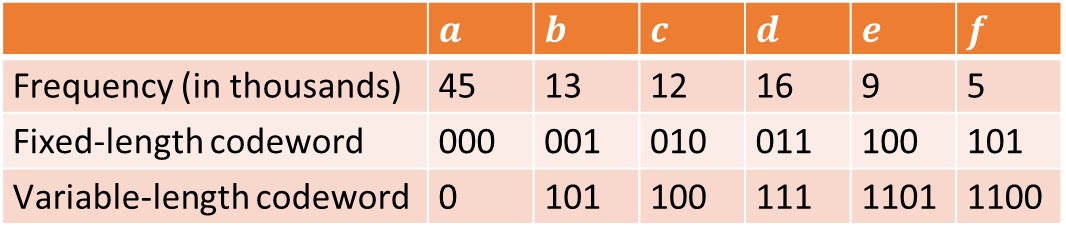 a b c d e f
Frequency (in thousands) 45 13 12 16 9 5
Fixed-length codeword 000 001 010 011 100 101
Variable-length codeword 0 101 100 111 1101 1100